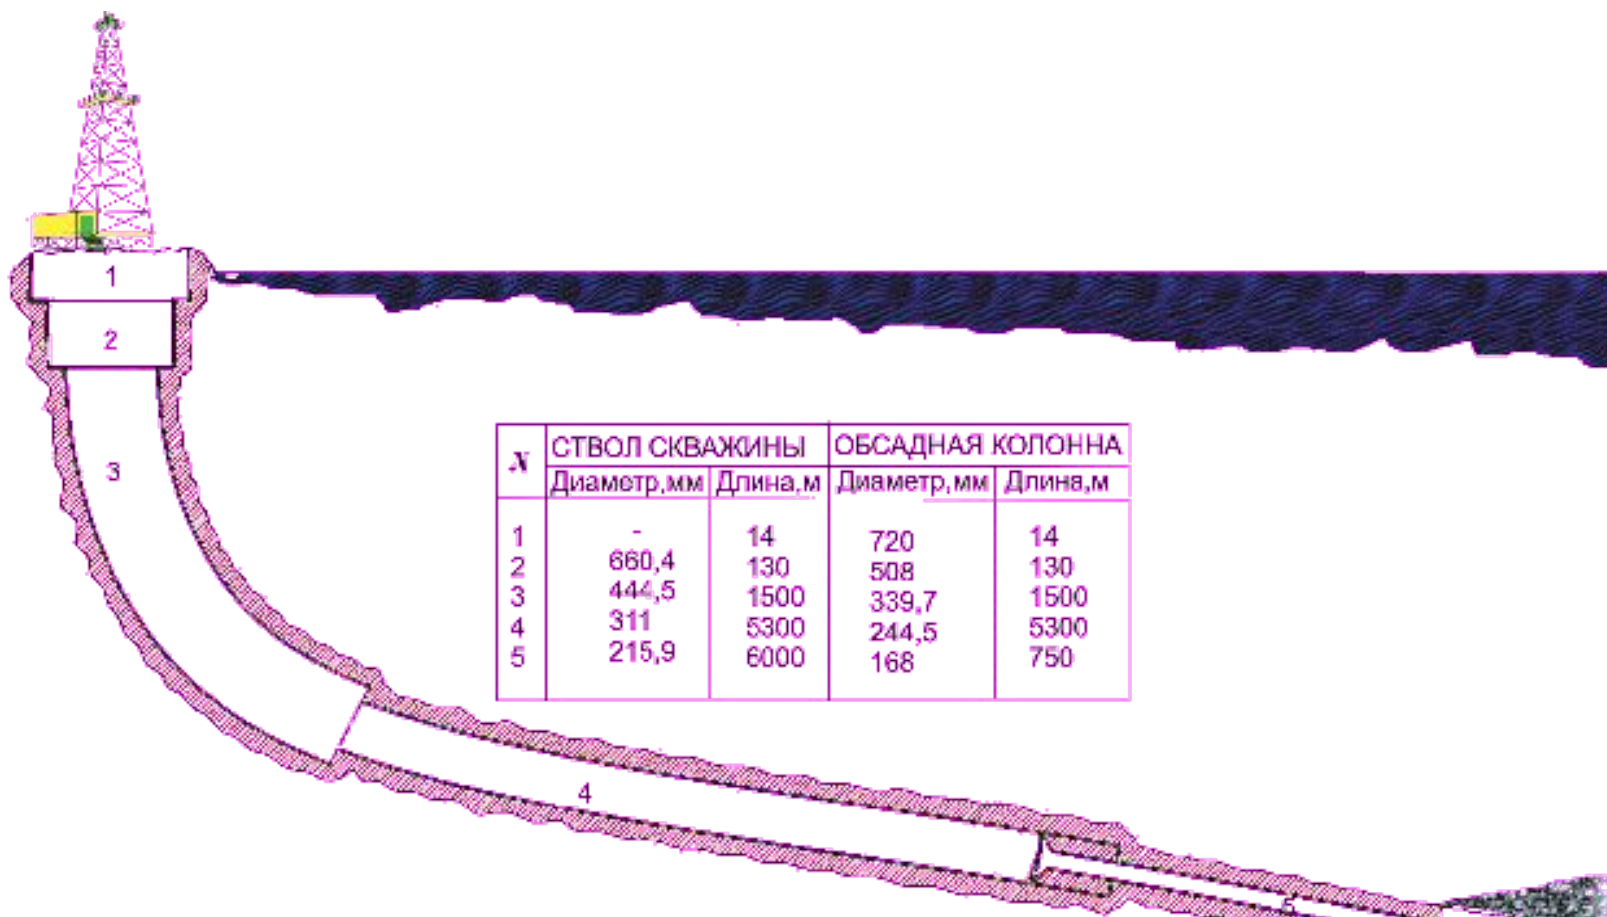 1
2
3
N СТВОЛ СКВАЖИНЫ ОБСАДНАЯ КОЛОННА
Диаметр,мм Длина,м Диаметр,мм Длина,м
1 - 14 720 14
2 660,4 130 508 130
3 444,5 1500 339,7 1500
4 311 5300 244,5 5300
5 215,9 6000 168 750
4
5